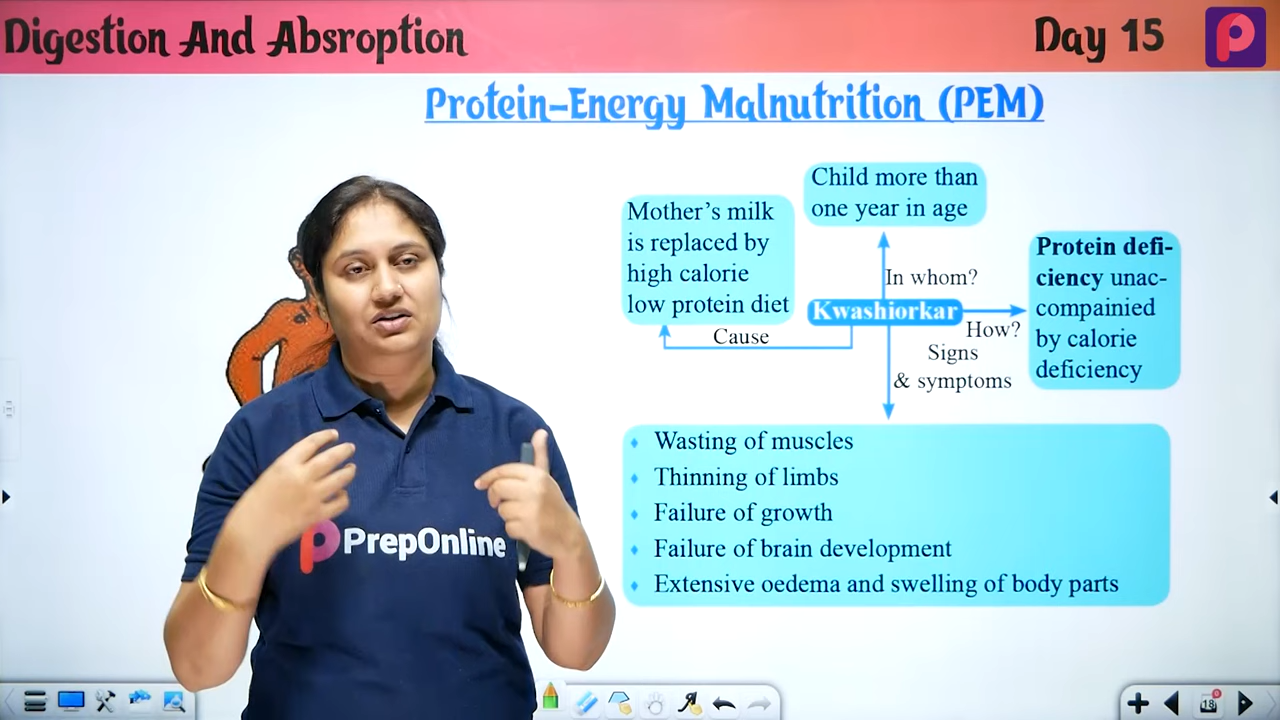 Digestion And Absroption
Day 15
Protein-Energy Malnutrition (PEM)
Child more than
one year in age
Mother's milk
is replaced by
high calorie
low protein diet
Protein defi-
ciency unac-
compainied
by calorie
deficiency
In whom?
Kwashiorkar
How?
Cause
Signs
& symptoms
Wasting of muscles
Thinning of limbs
Failure of growth
Failure of brain development
Extensive oedema and swelling of body parts
PrepOnline
18